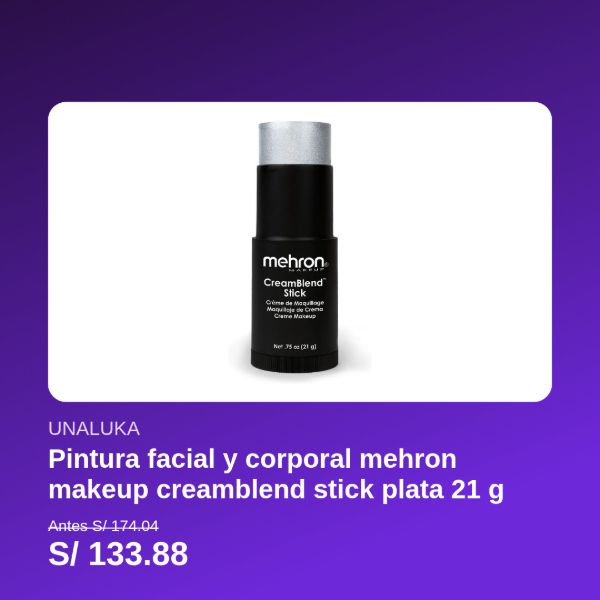 mehron®
MAKEUP
CreamBlend™
Stick
Crème de Maquillage
Maquillaje de Crema
Creme Makeup
Net .75 oz (21 g)
UNALUKA
Pintura facial y corporal mehron
makeup creamblend stick plata 21 g
Antes S/ 174.04
S/ 133.88